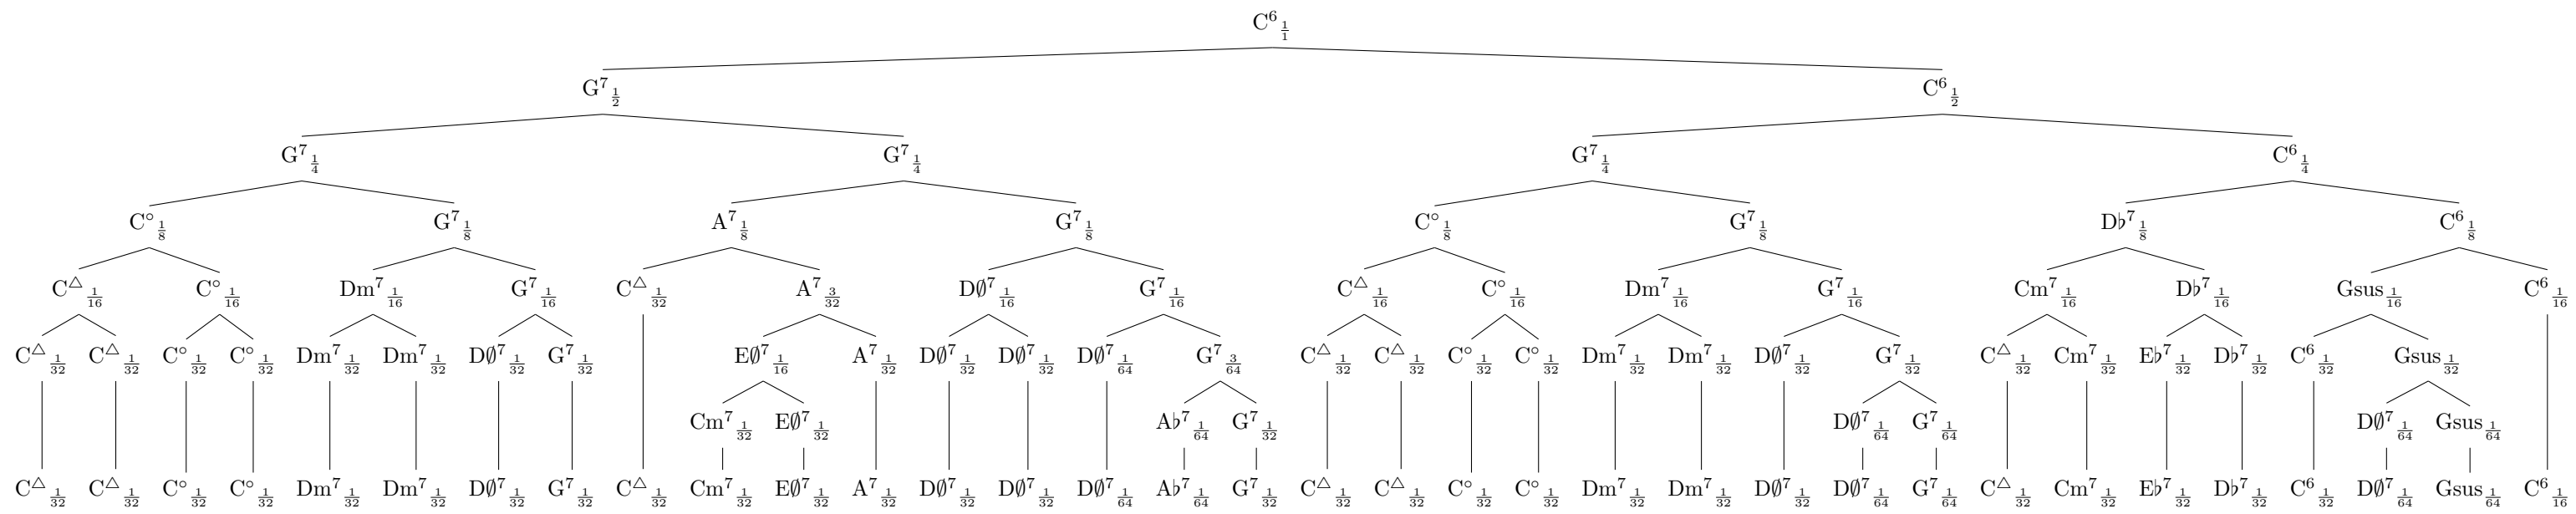 C⁶ 1/1
G⁷ 1/2 C⁶ 1/2
G⁷ 1/4 G⁷ 1/4 G⁷ 1/4 C⁶ 1/4
C° 1/8 G⁷ 1/8 A⁷ 1/8 G⁷ 1/8 C° 1/8 G⁷ 1/8 D♭⁷ 1/8 C⁶ 1/8
C△ 1/16 C° 1/16 Dm⁷ 1/16 G⁷ 1/16 C△ 1/32 A⁷ 3/32 D∅⁷ 1/16 G⁷ 1/16 C△ 1/16 C° 1/16 Dm⁷ 1/16 G⁷ 1/16 Cm⁷ 1/16 D♭⁷ 1/16 Gsus 1/16 C⁶ 1/16
C△ 1/32 C△ 1/32 C° 1/32 C° 1/32 Dm⁷ 1/32 Dm⁷ 1/32 D∅⁷ 1/32 G⁷ 1/32 E∅⁷ 1/16 A⁷ 1/32 D∅⁷ 1/32 D∅⁷ 1/32 D∅⁷ 1/64 G⁷ 3/64 C△ 1/32 C△ 1/32 C° 1/32 C° 1/32 Dm⁷ 1/32 Dm⁷ 1/32 D∅⁷ 1/32 G⁷ 1/32 C△ 1/32 Cm⁷ 1/32 E♭⁷ 1/32 D♭⁷ 1/32 C⁶ 1/32 Gsus 1/32
Cm⁷ 1/32 E∅⁷ 1/32 A♭⁷ 1/64 G⁷ 1/32 D∅⁷ 1/64 G⁷ 1/64 D∅⁷ 1/64 Gsus 1/64
C△ 1/32 C△ 1/32 C° 1/32 C° 1/32 Dm⁷ 1/32 Dm⁷ 1/32 D∅⁷ 1/32 G⁷ 1/32 C△ 1/32 Cm⁷ 1/32 E∅⁷ 1/32 A⁷ 1/32 D∅⁷ 1/32 D∅⁷ 1/32 D∅⁷ 1/64 A♭⁷ 1/64 G⁷ 1/32 C△ 1/32 C△ 1/32 C° 1/32 C° 1/32 Dm⁷ 1/32 Dm⁷ 1/32 D∅⁷ 1/32 D∅⁷ 1/64 G⁷ 1/64 C△ 1/32 Cm⁷ 1/32 E♭⁷ 1/32 D♭⁷ 1/32 C⁶ 1/32 D∅⁷ 1/64 Gsus 1/64 C⁶ 1/16